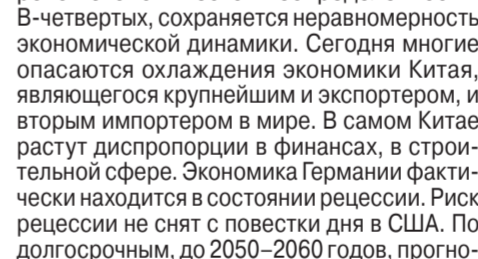 В-четвертых, сохраняется неравномерность
экономической динамики. Сегодня многие
опасаются охлаждения экономики Китая,
являющегося крупнейшим и экспортером, и
вторым импортером в мире. В самом Китае
растут диспропорции в финансах, в строи-
тельной сфере. Экономика Германии факти-
чески находится в состоянии рецессии. Риск
рецессии не снят с повестки дня в США. По
долгосрочным, до 2050–2060 годов, прогно-